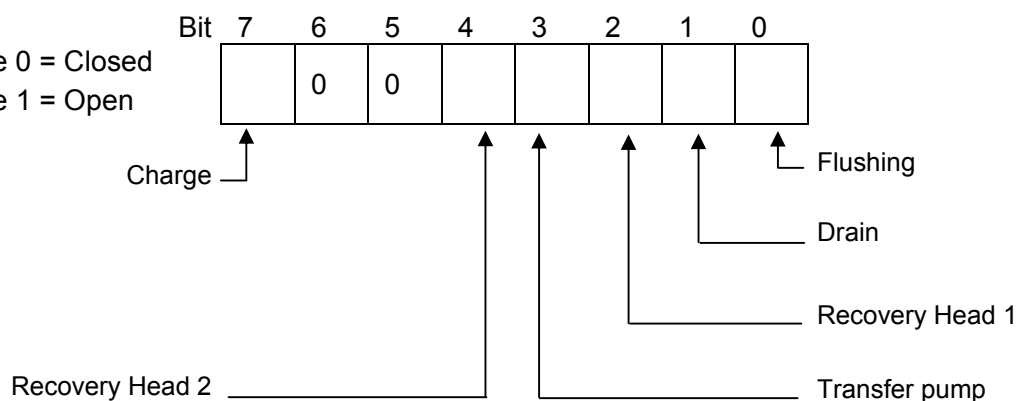 Bit 7 6 5 4 3 2 1 0
e 0 = Closed
0 0
e 1 = Open
Charge
Flushing
Drain
Recovery Head 1
Recovery Head 2
Transfer pump